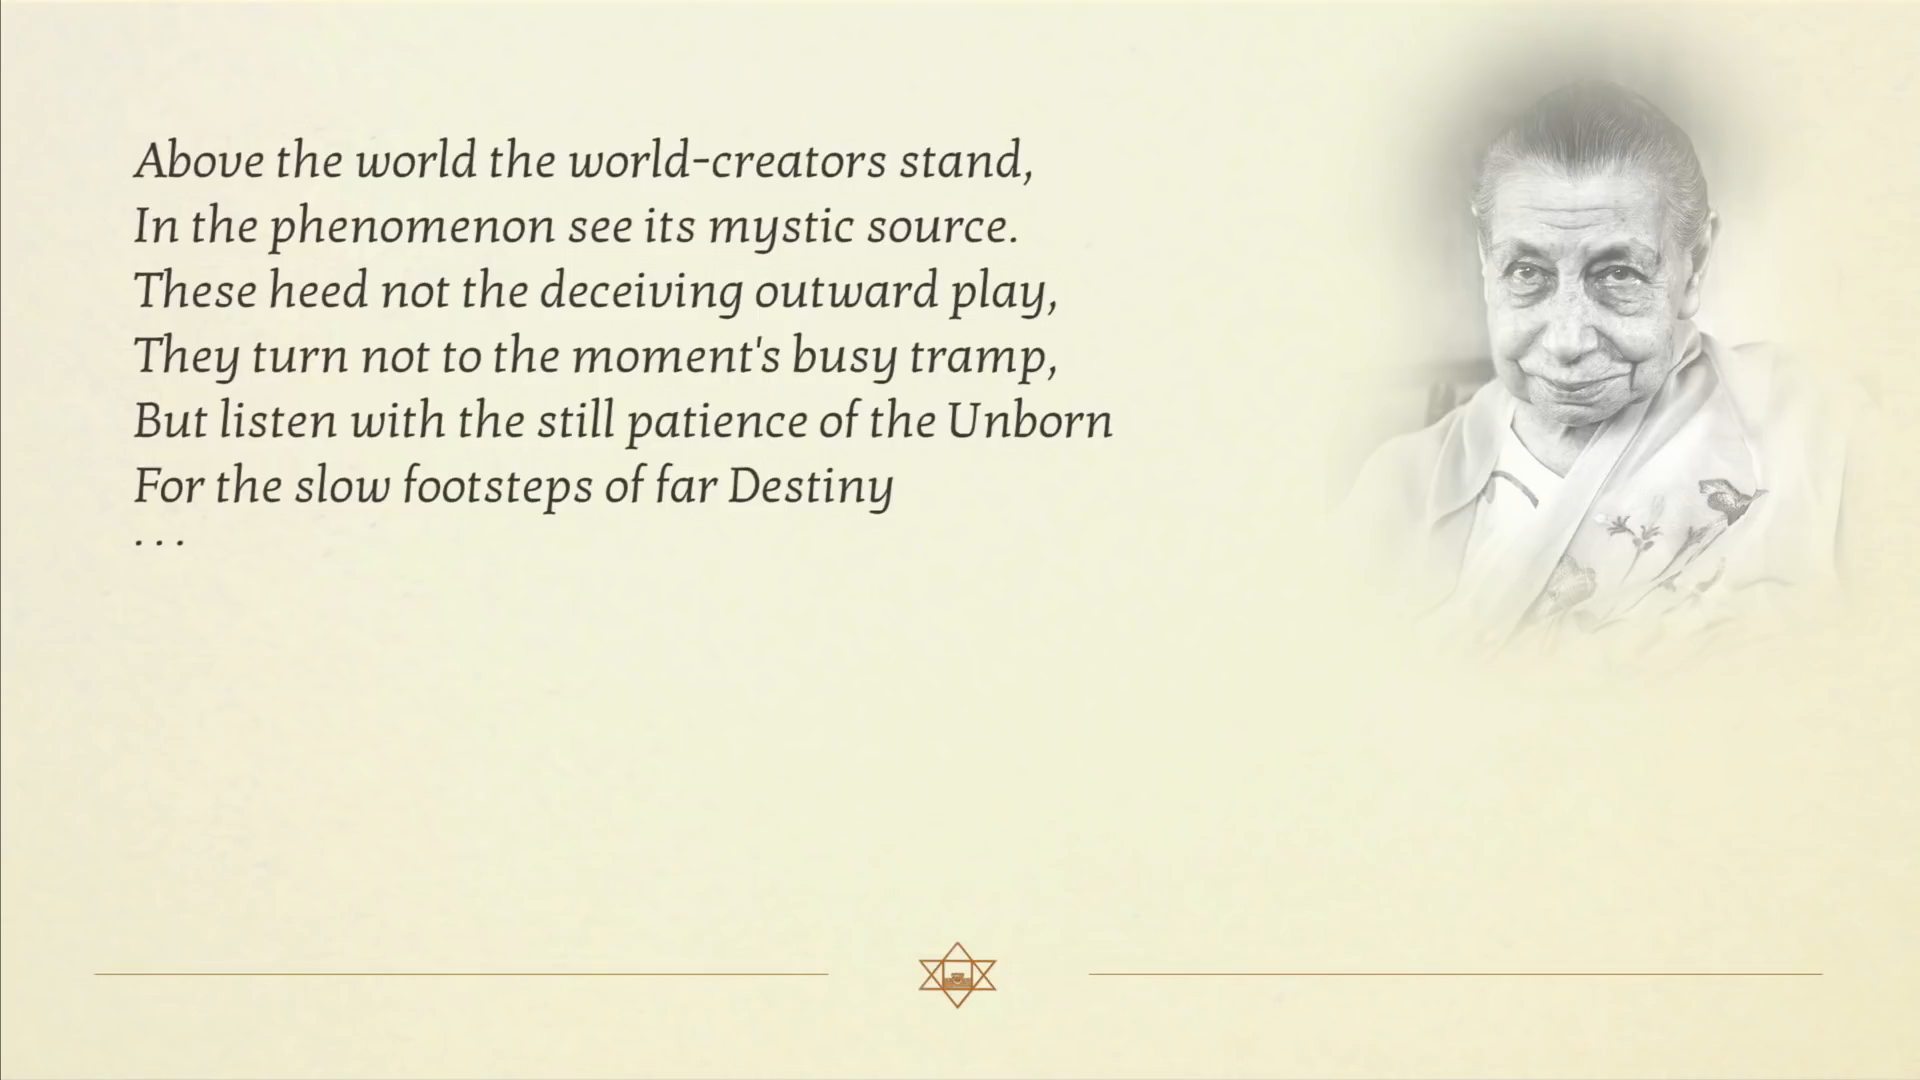 Above the world the world-creators stand,
In the phenomenon see its mystic source.
These heed not the deceiving outward play,
They turn not to the moment's busy tramp,
But listen with the still patience of the Unborn
For the slow footsteps of far Destiny
. . .